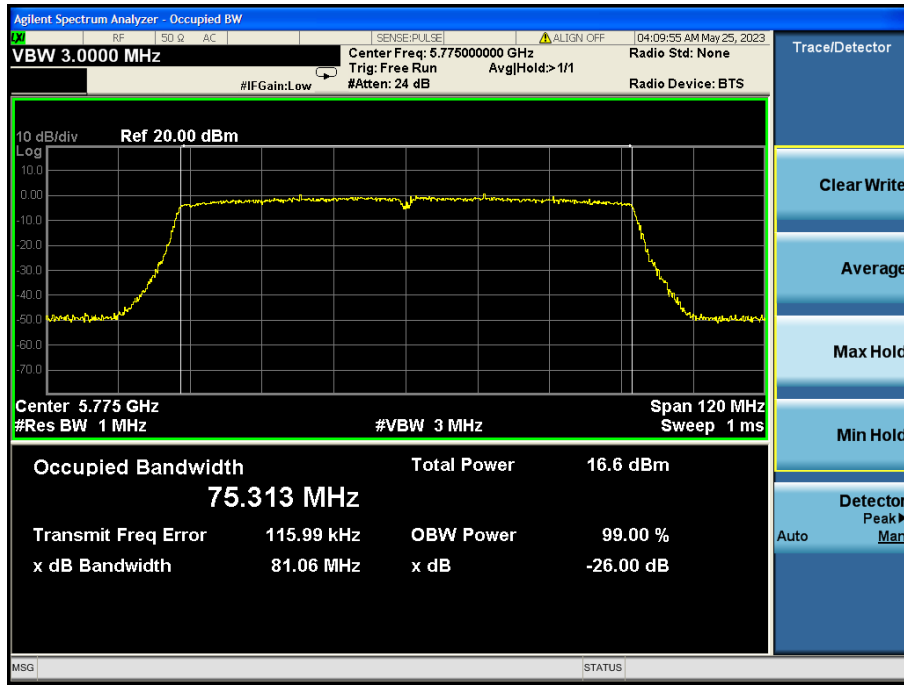 Agilent Spectrum Analyzer - Occupied BW
LXI RF 50 Ω AC SENSE:PULSE ALIGN OFF 04:09:55 AM May 25, 2023
VBW 3.0000 MHz
Center Freq: 5.775000000 GHz Radio Std: None
Trig: Free Run Avg|Hold:>1/1
#IFGain:Low #Atten: 24 dB Radio Device: BTS
10 dB/div Ref 20.00 dBm
Log
10.0
0.00
-10.0
-20.0
-30.0
-40.0
-50.0
-60.0
-70.0
Center 5.775 GHz Span 120 MHz
#Res BW 1 MHz #VBW 3 MHz Sweep 1 ms
Occupied Bandwidth Total Power 16.6 dBm
75.313 MHz
Transmit Freq Error 115.99 kHz OBW Power 99.00 %
x dB Bandwidth 81.06 MHz x dB -26.00 dB
MSG STATUS
Trace/Detector
Clear Write
Average
Max Hold
Min Hold
Detector
Peak
Auto Man